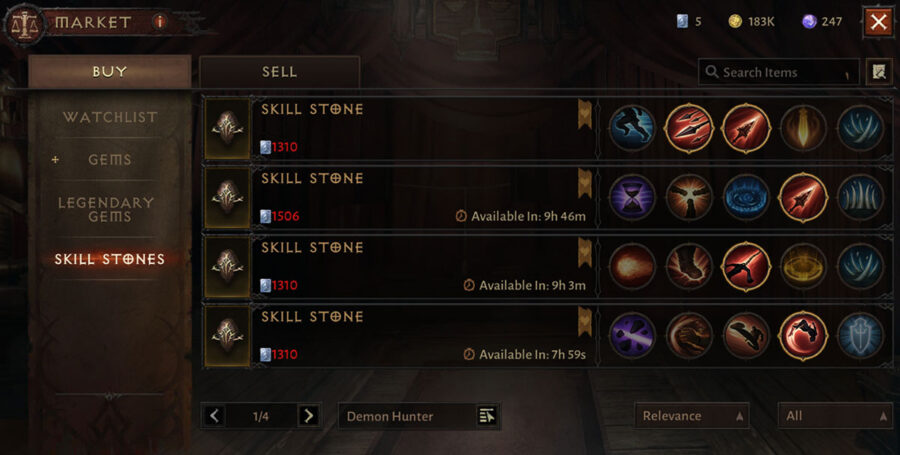 MARKET
5
183K
247
BUY
SELL
Search Items
WATCHLIST
+ GEMS
LEGENDARY
GEMS
SKILL STONES
SKILL STONE
1310
SKILL STONE
1506
Available In: 9h 46m
SKILL STONE
1310
Available In: 9h 3m
SKILL STONE
1310
Available In: 7h 59s
1/4
Demon Hunter
Relevance
All